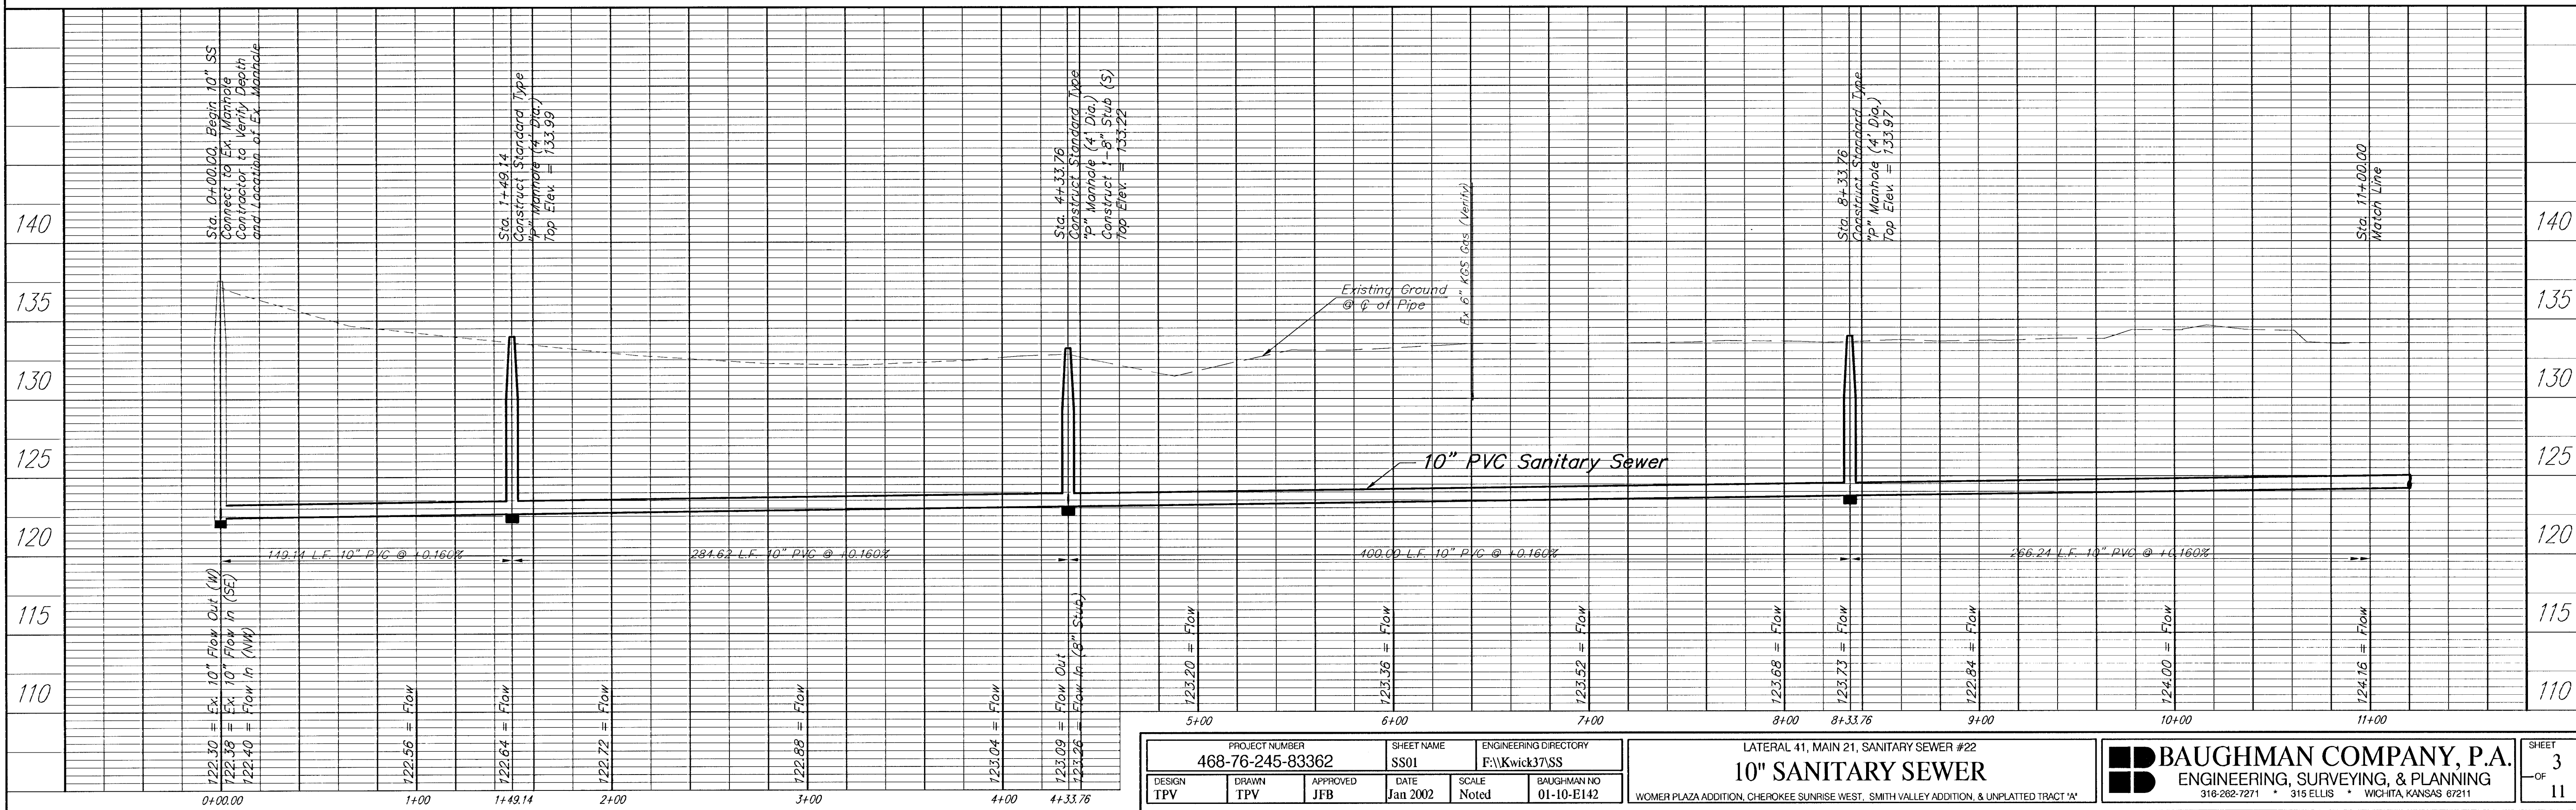 Sta. 0+00.00, Begin 10" SS
Connect to Ex. Manhole
Contractor to Verify Depth
and Location of Ex. Manhole
Sta. 1+49.14
Construct Standard Type
"P" Manhole (4' Dia.)
Top Elev. = 133.99
Sta. 4+33.76
Construct Standard Type
"P" Manhole (4' Dia.)
Construct 1-8" Stub (S)
Top Elev. = 133.22
Ex 6" KGS Gas (Verify)
Sta. 8+33.76
Construct Standard Type
"P" Manhole (4' Dia.)
Top Elev. = 133.97
Sta. 11+00.00
Match Line
140
140
135
135
130
130
125
125
120
120
115
115
110
110
Existing Ground
@ ℄ of Pipe
10" PVC Sanitary Sewer
149.14 L.F. 10" PVC @ +0.160%
284.62 L.F. 10" PVC @ +0.160%
400.00 L.F. 10" PVC @ +0.160%
266.24 L.F. 10" PVC @ +0.160%
122.30 = Ex. 10" Flow Out (W)
122.38 = Ex. 10" Flow in (SE)
122.40 = Flow In (NW)
122.56 = Flow
122.64 = Flow
122.72 = Flow
122.88 = Flow
123.04 = Flow
123.09 = Flow Out
123.26 = Flow In (8" Stub)
123.20 = Flow
123.36 = Flow
123.52 = Flow
123.68 = Flow
123.73 = Flow
122.84 = Flow
124.00 = Flow
124.16 = Flow
0+00.00
1+00
1+49.14
2+00
3+00
4+00
4+33.76
5+00
6+00
7+00
8+00
8+33.76
9+00
10+00
11+00
PROJECT NUMBER
468-76-245-83362
SHEET NAME
SS01
ENGINEERING DIRECTORY
F:\\Kwick37\SS
DESIGN
TPV
DRAWN
TPV
APPROVED
JFB
DATE
Jan 2002
SCALE
Noted
BAUGHMAN NO
01-10-E142
LATERAL 41, MAIN 21, SANITARY SEWER #22
10" SANITARY SEWER
WOMER PLAZA ADDITION, CHEROKEE SUNRISE WEST, SMITH VALLEY ADDITION, & UNPLATTED TRACT "A"
BAUGHMAN COMPANY, P.A.
ENGINEERING, SURVEYING, & PLANNING
316-262-7271 * 315 ELLIS * WICHITA, KANSAS 67211
SHEET
3
OF
11